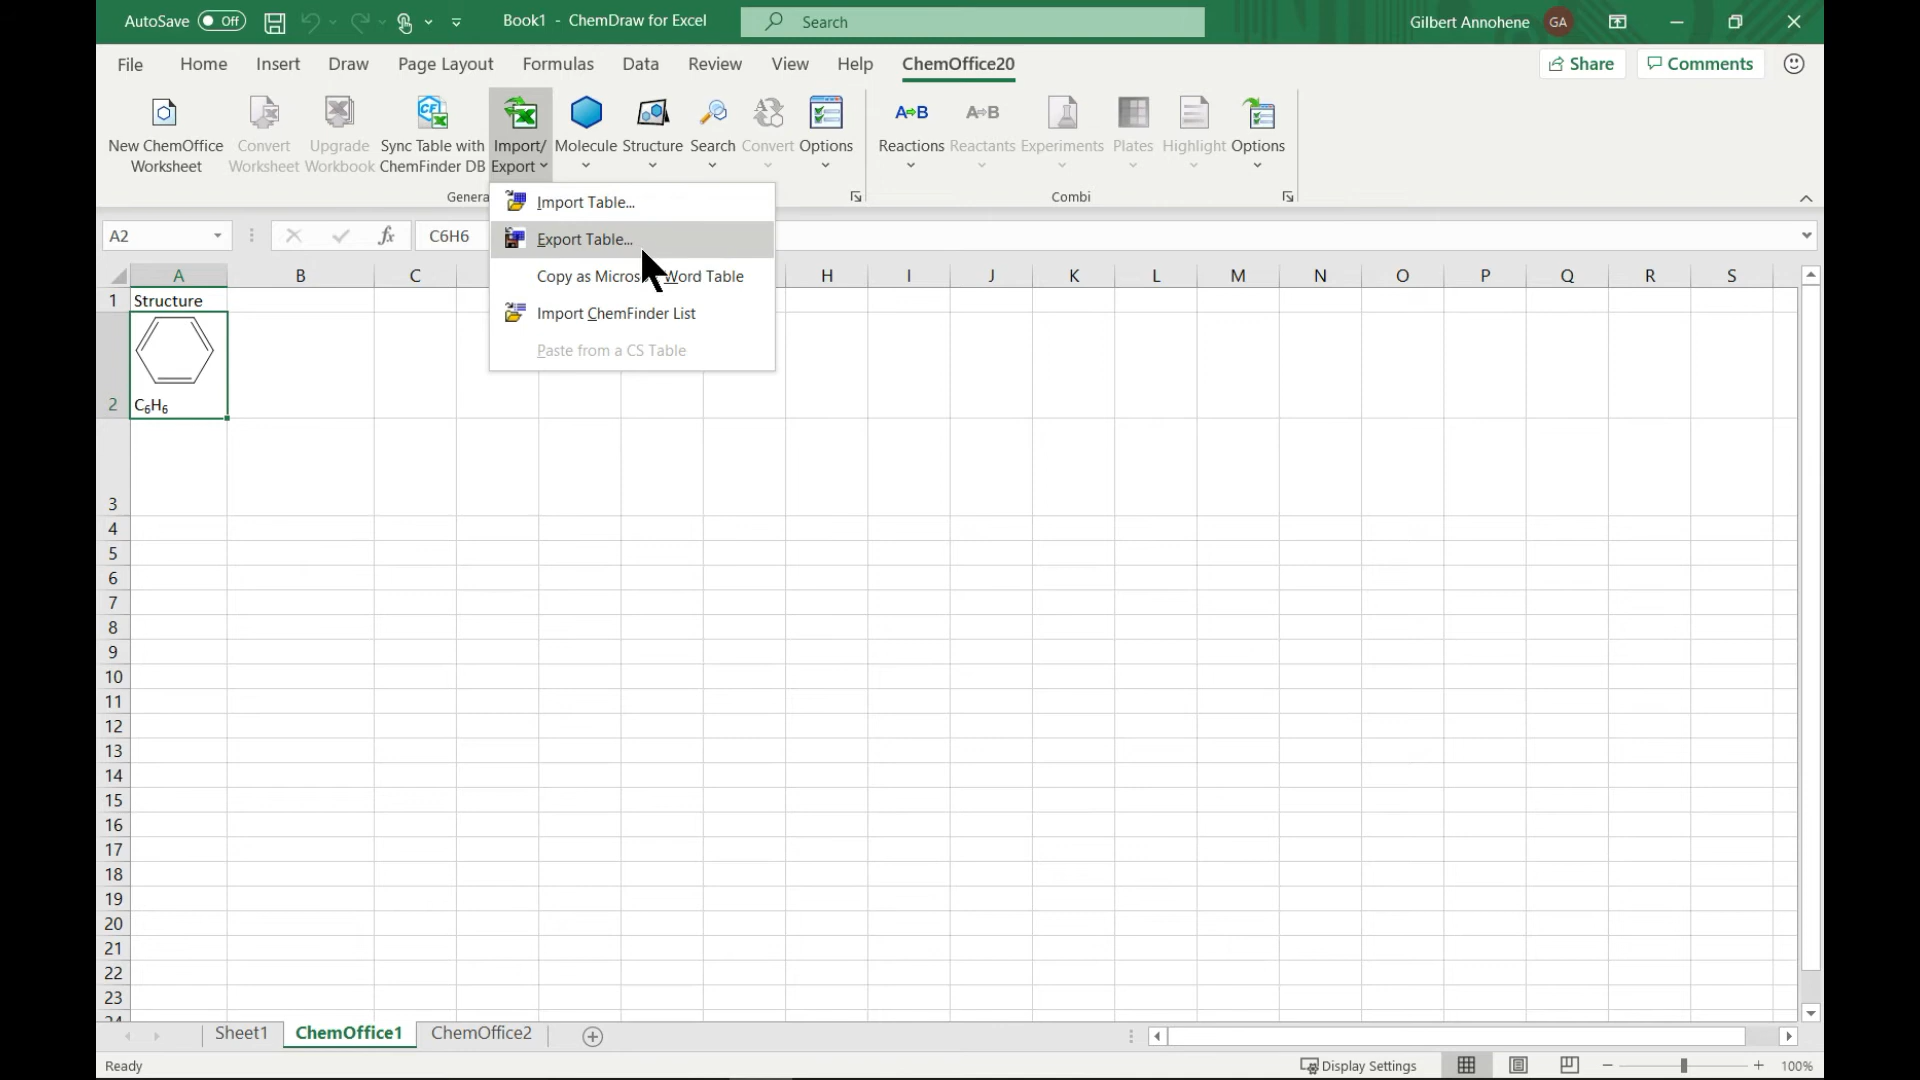 AutoSave Off Book1 - ChemDraw for Excel Search Gilbert Annohene GA
File Home Insert Draw Page Layout Formulas Data Review View Help ChemOffice20 Share Comments
New ChemOffice Worksheet
Convert Worksheet
Upgrade Workbook
Sync Table with ChemFinder DB
Import/ Export
Molecule
Structure
Search
Convert
Options
Reactions
Reactants
Experiments
Plates
Highlight
Options
Genera
Combi
Import Table...
Export Table...
Copy as Micros Word Table
Import ChemFinder List
Paste from a CS Table
A2 fx C6H6
A B C H I J K L M N O P Q R S
1 Structure
2 C₆H₆
3
4
5
6
7
8
9
10
11
12
13
14
15
16
17
18
19
20
21
22
23
24
Sheet1 ChemOffice1 ChemOffice2
Ready Display Settings 100%